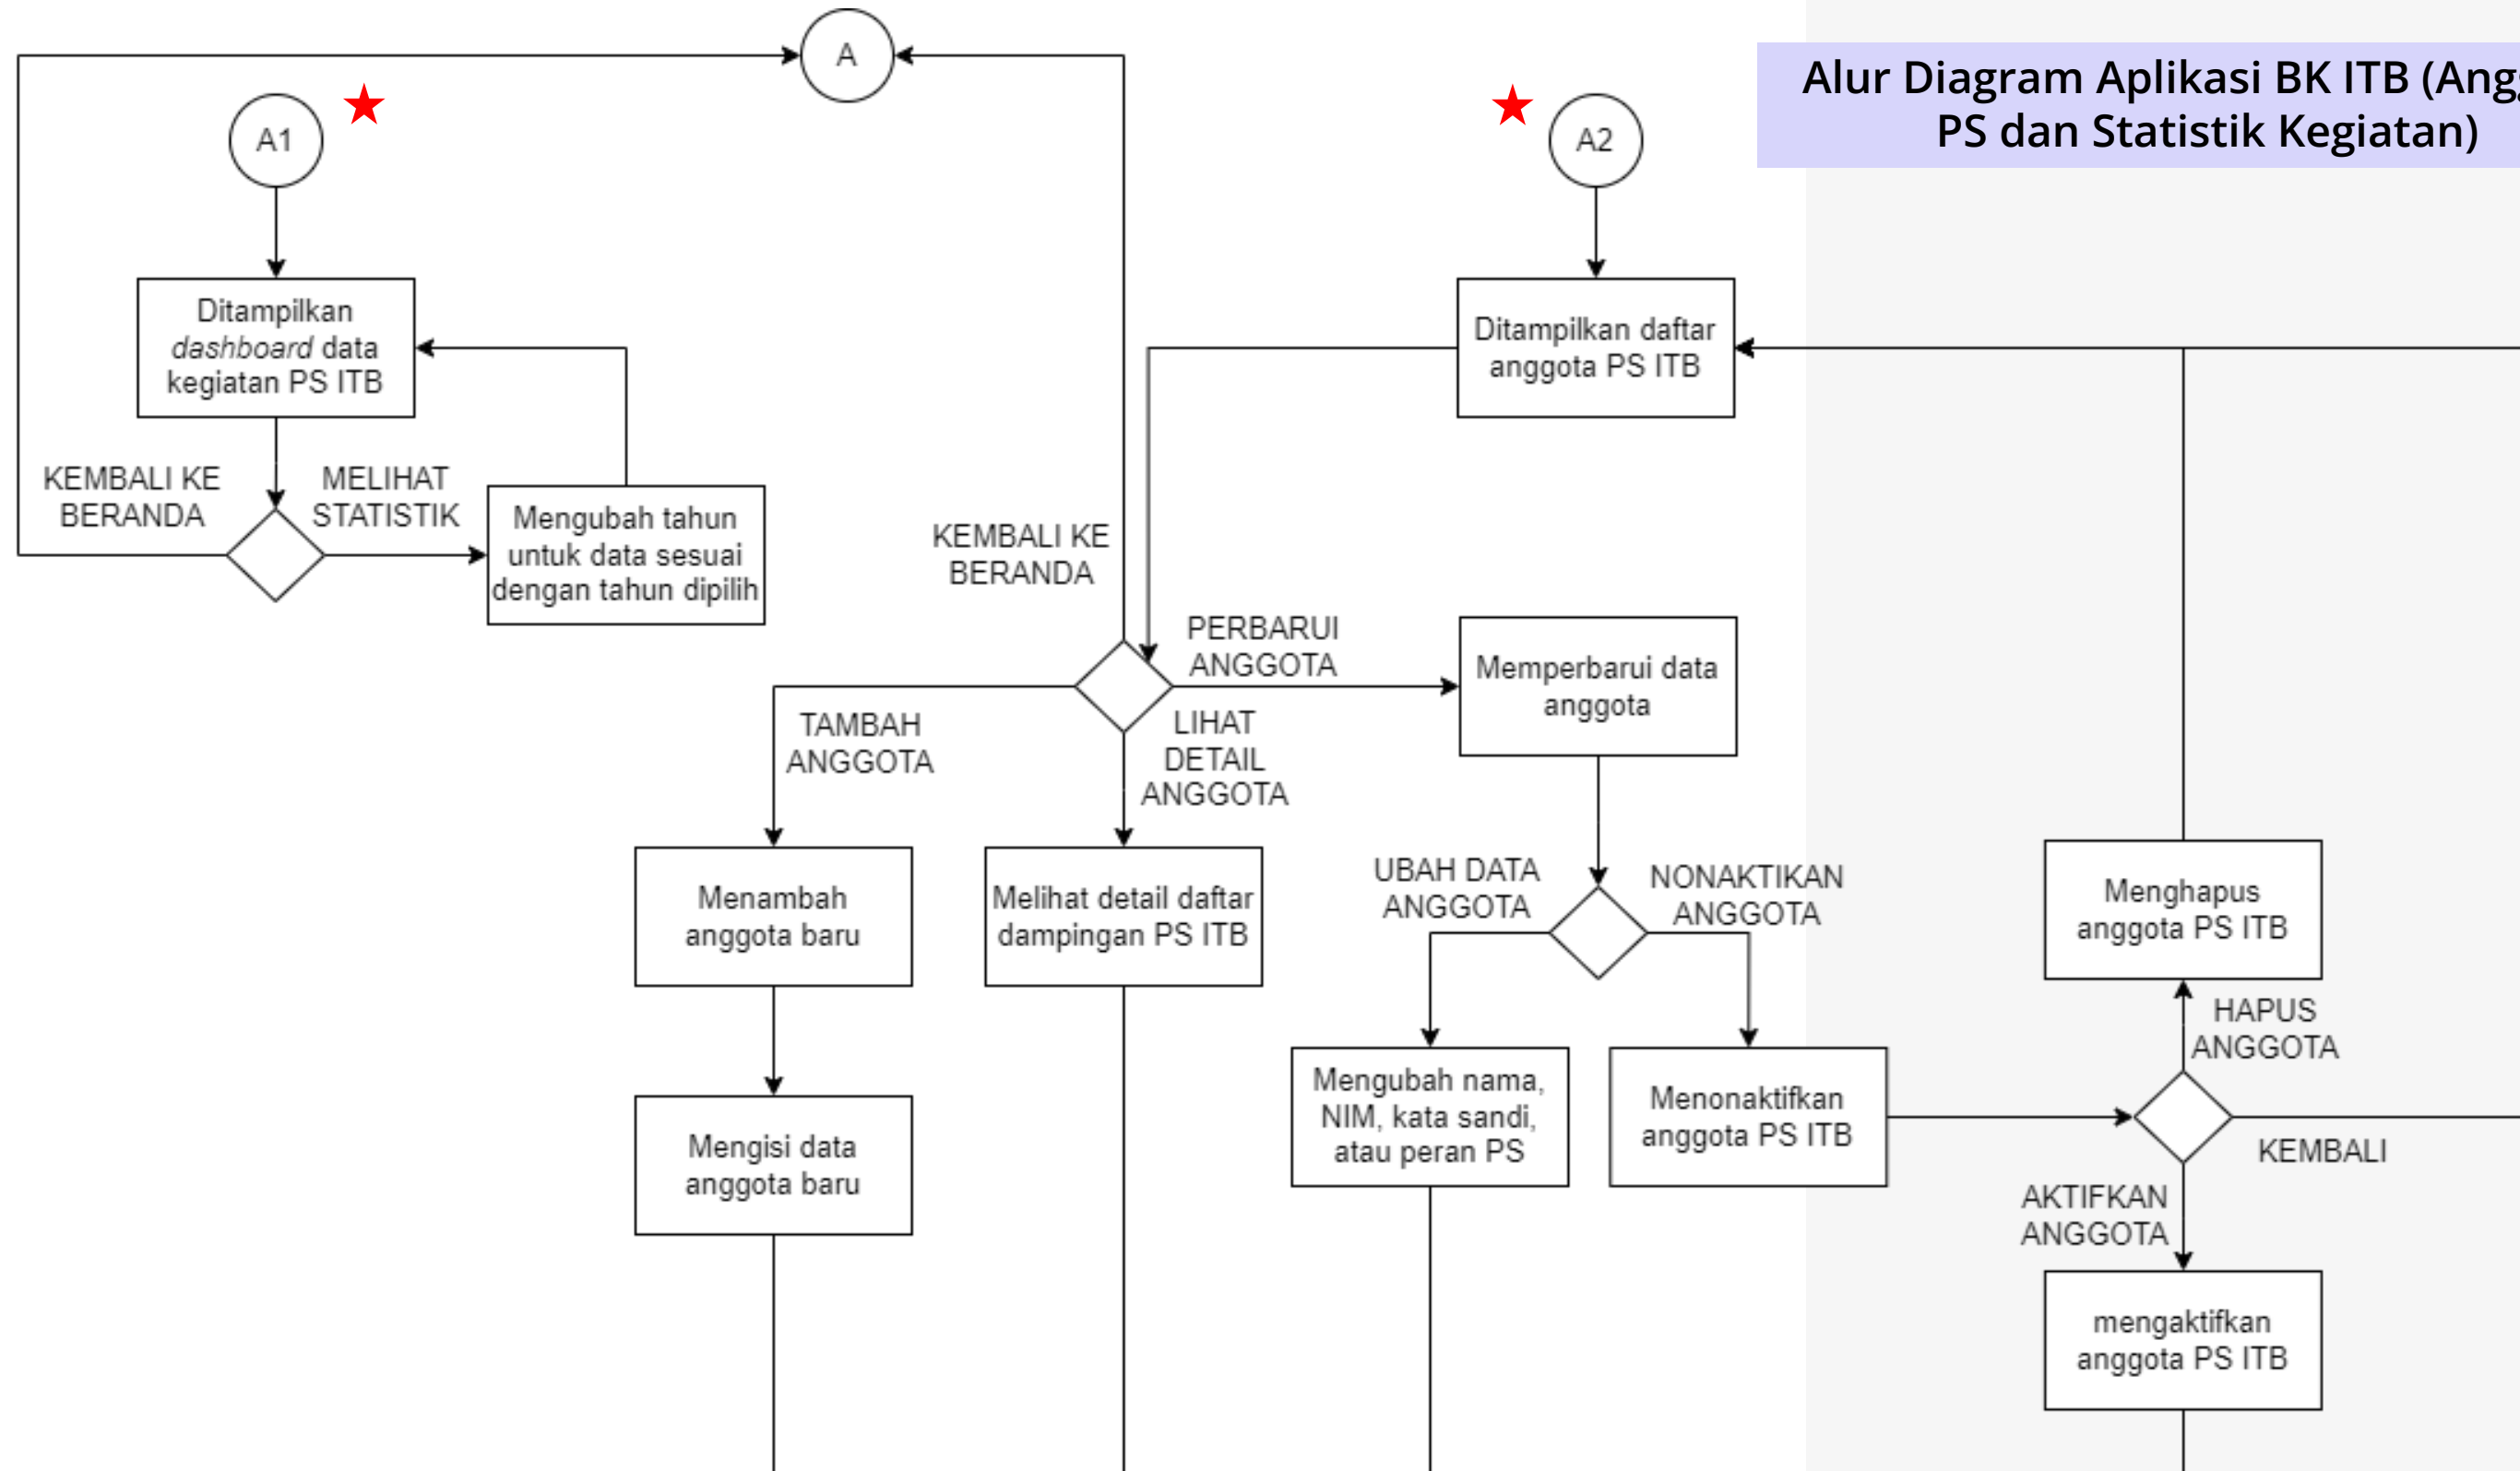 A
Alur Diagram Aplikasi BK ITB
PS dan Statistik Kegiatan)
A1
A2
Ditampilkan
dashboard data
kegiatan PS ITB
Ditampilkan daftar
anggota PS ITB
KEMBALI KE
BERANDA
MELIHAT
STATISTIK
Mengubah tahun
untuk data sesuai
dengan tahun dipilih
KEMBALI KE
BERANDA
PERBARUI
ANGGOTA
Memperbarui data
anggota
TAMBAH
ANGGOTA
LIHAT
DETAIL
ANGGOTA
Menambah
anggota baru
Melihat detail daftar
dampingan PS ITB
UBAH DATA
ANGGOTA
NONAKTIKAN
ANGGOTA
Menghapus
anggota PS ITB
HAPUS
ANGGOTA
Mengisi data
anggota baru
Mengubah nama,
NIM, kata sandi,
atau peran PS
Menonaktifkan
anggota PS ITB
KEMBALI
AKTIFKAN
ANGGOTA
mengaktifkan
anggota PS ITB